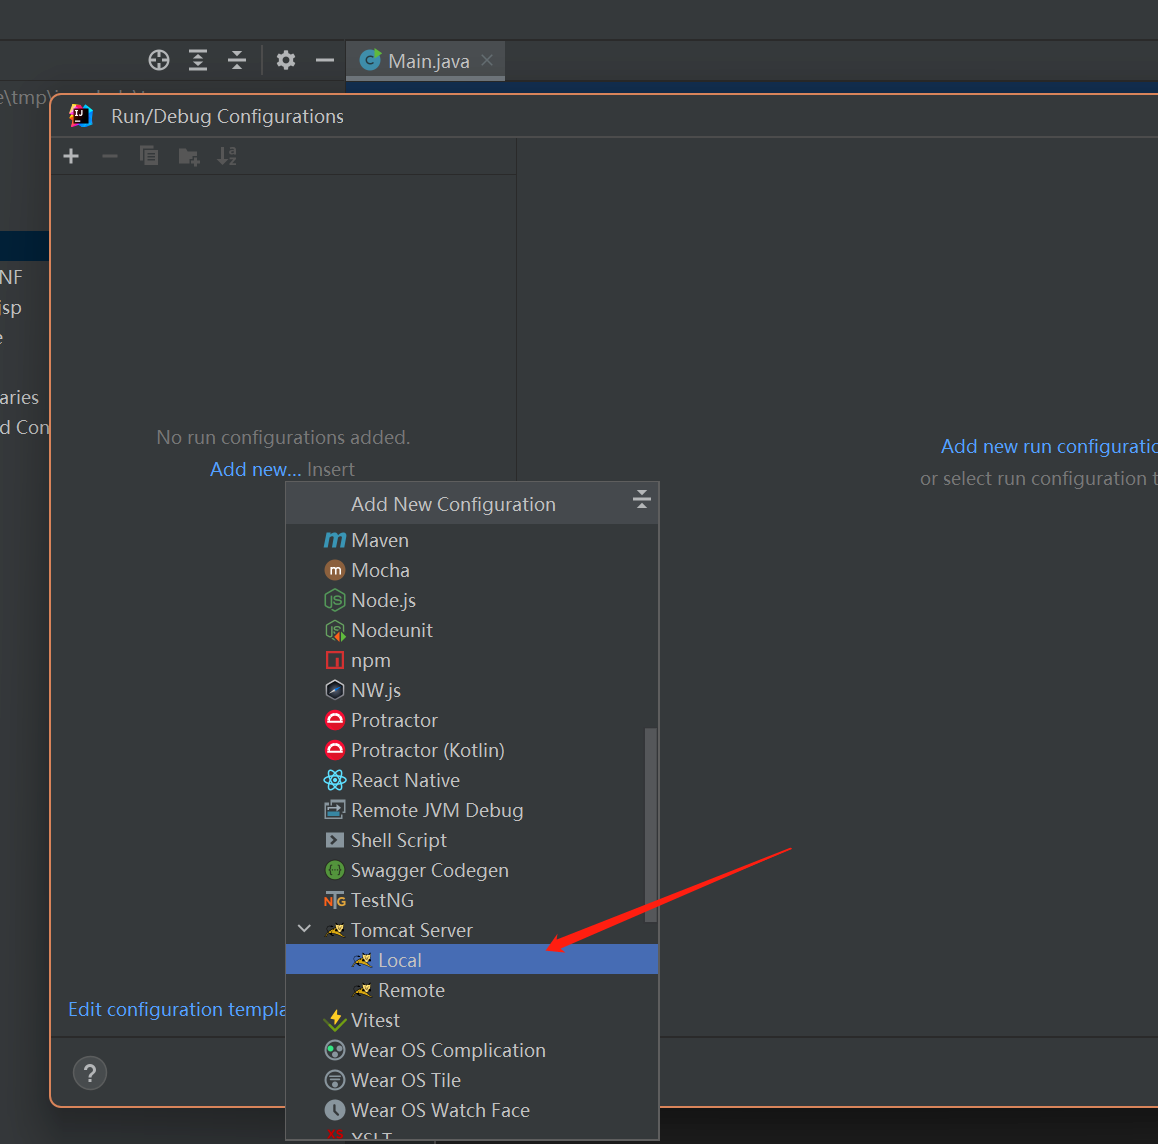 Main.java
Run/Debug Configurations
NF
jsp
aries
d Con
No run configurations added.
Add new... Insert
Add new run configuratio
or select run configuration t
Add New Configuration
Maven
Mocha
Node.js
Nodeunit
npm
NW.js
Protractor
Protractor (Kotlin)
React Native
Remote JVM Debug
Shell Script
Swagger Codegen
TestNG
Tomcat Server
Local
Remote
Vitest
Wear OS Complication
Wear OS Tile
Wear OS Watch Face
XSLT
Edit configuration templa
?